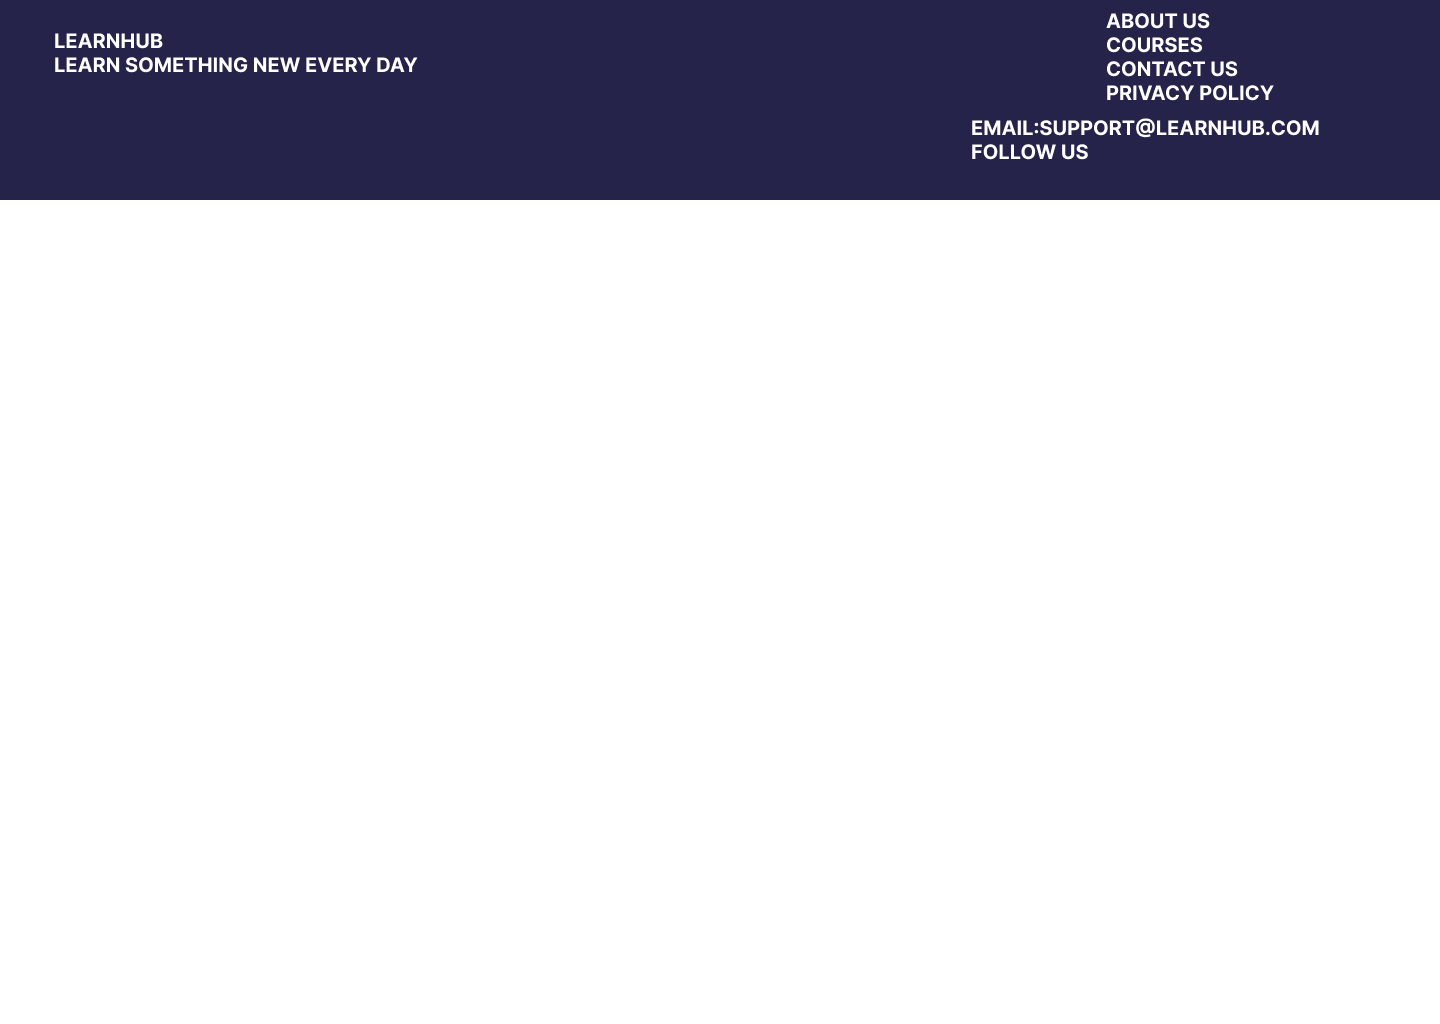 LEARNHUB
LEARN SOMETHING NEW EVERY DAY
ABOUT US
COURSES
CONTACT US
PRIVACY POLICY
EMAIL:SUPPORT@LEARNHUB.COM
FOLLOW US